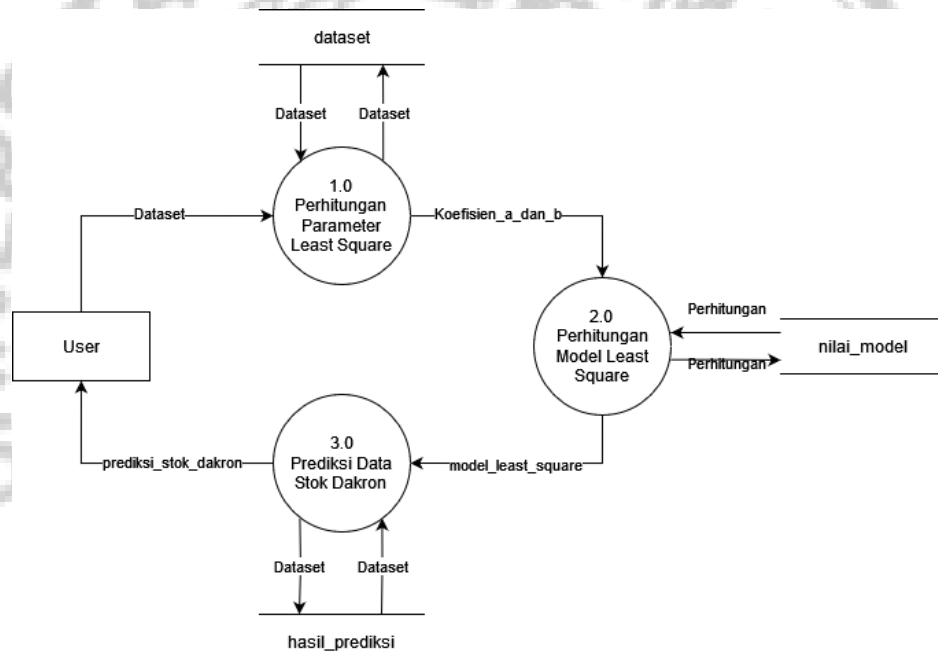 dataset
Dataset
Dataset
1.0
Perhitungan
Parameter
Least Square
Dataset
Koefisien_a_dan_b
User
2.0
Perhitungan
Model Least
Square
Perhitungan
Perhitungan
nilai_model
3.0
Prediksi Data
Stok Dakron
prediksi_stok_dakron
model_least_square
Dataset
Dataset
hasil_prediksi